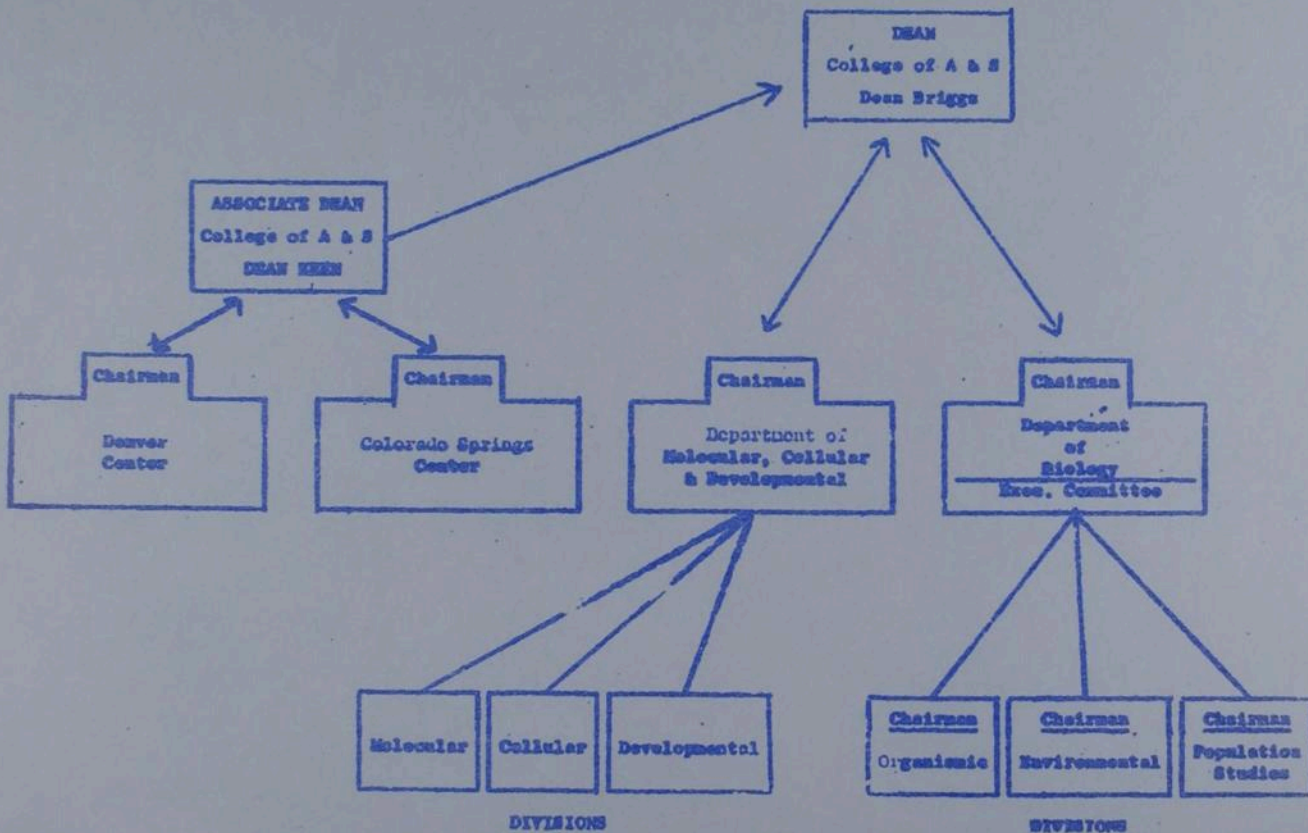 DEAN
College of A & S
Dean Briggs
ASSOCIATE DEAN
College of A & S
DEAN KEEN
Chairman
Denver
Center
Chairman
Colorado Springs
Center
Chairman
Department of
Molecular, Cellular
& Developmental
Chairman
Department
of
Biology
Exec. Committee
Molecular
Cellular
Developmental
DIVISIONS
Chairman
Organismic
Chairman
Environmental
Chairman
Population
Studies
DIVISIONS